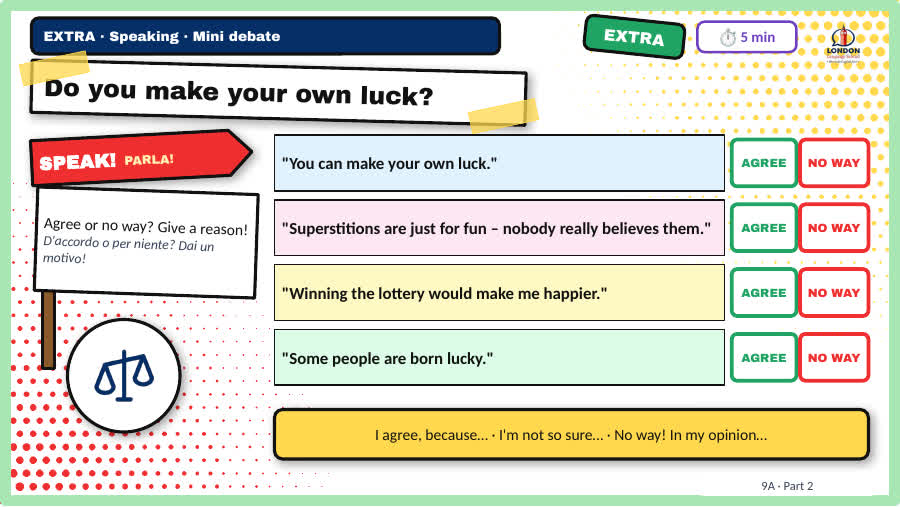 EXTRA · Speaking · Mini debate
EXTRA
5 min
LONDON
Do you make your own luck?
SPEAK! PARLA!
Agree or no way? Give a reason!
D'accordo o per niente? Dai un
motivo!
"You can make your own luck."
AGREE
NO WAY
"Superstitions are just for fun – nobody really believes them."
AGREE
NO WAY
"Winning the lottery would make me happier."
AGREE
NO WAY
"Some people are born lucky."
AGREE
NO WAY
I agree, because… · I'm not so sure… · No way! In my opinion…
9A · Part 2